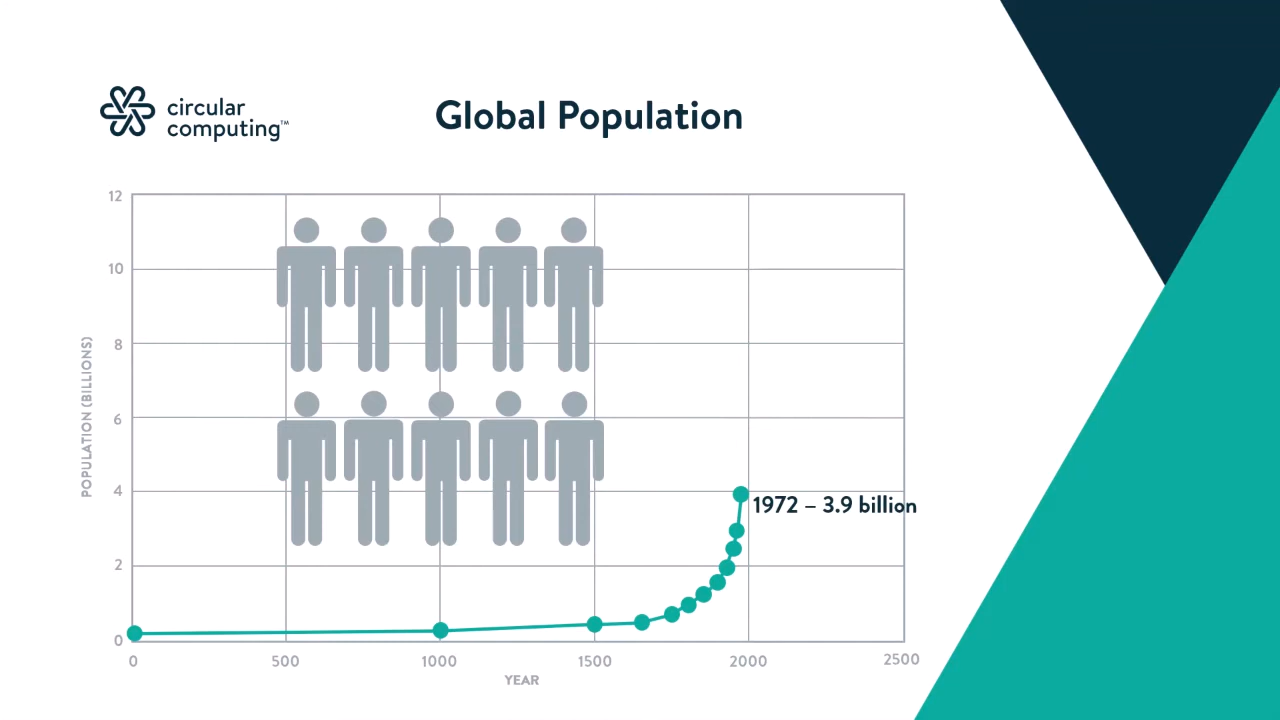 circular
computing™
Global Population
12
10
8
6
4
2
0
POPULATION (BILLIONS)
1972 – 3.9 billion
0 500 1000 1500 2000 2500
YEAR